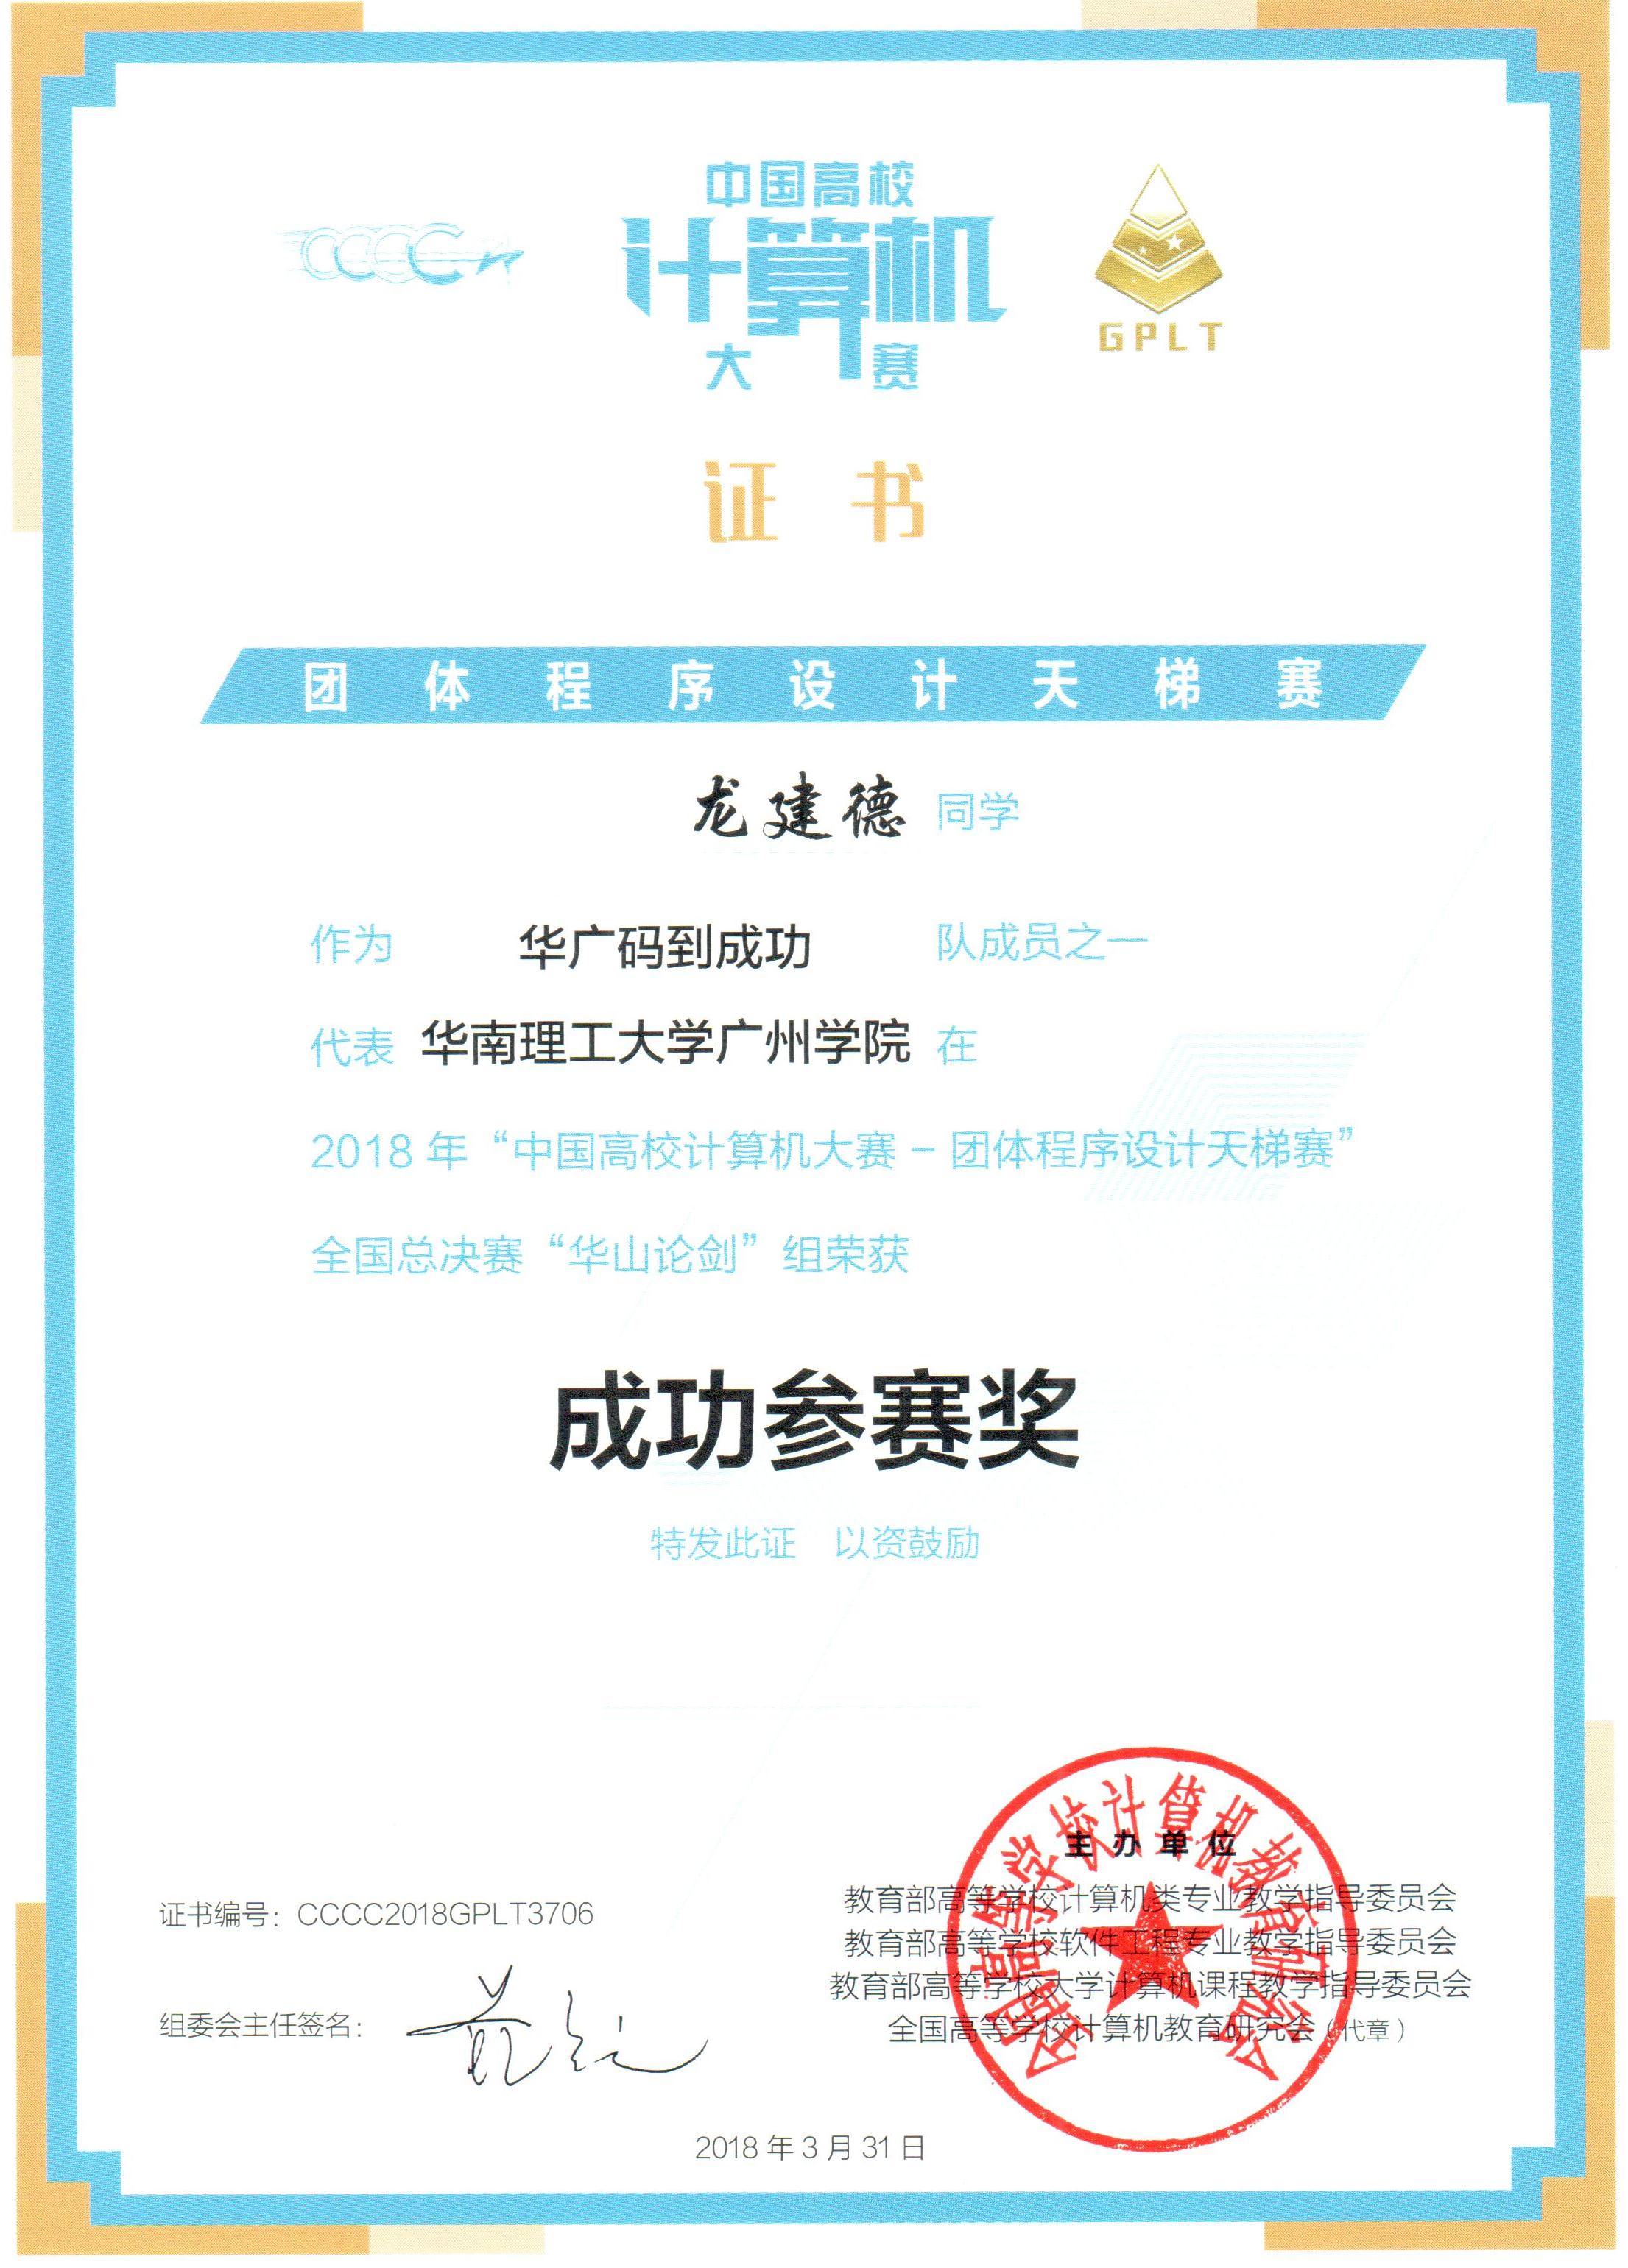 中国高校
计算机
大赛
CCCC
GPLT
证书
团体程序设计天梯赛
龙建德 同学
作为 华广码到成功 队成员之一
代表 华南理工大学广州学院 在
2018 年“中国高校计算机大赛 – 团体程序设计天梯赛”
全国总决赛“华山论剑”组荣获
成功参赛奖
特发此证 以资鼓励
主办单位
教育部高等学校计算机类专业教学指导委员会
教育部高等学校软件工程专业教学指导委员会
教育部高等学校大学计算机课程教学指导委员会
全国高等学校计算机教育研究会（代章）
全国高等学校计算机教育研究会
证书编号：CCCC2018GPLT3706
组委会主任签名：
2018 年 3 月 31 日